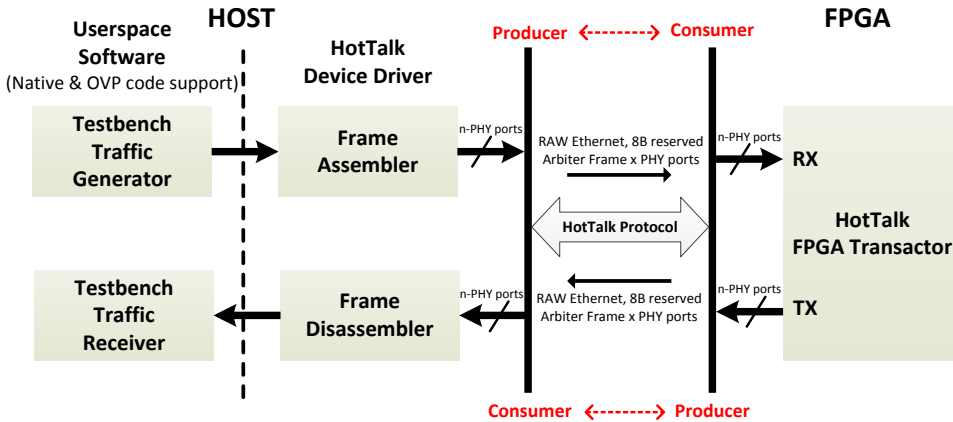 HOST
FPGA
Userspace
Software
(Native & OVP code support)
HotTalk
Device Driver
Producer
Consumer
Testbench
Traffic
Generator
Frame
Assembler
n-PHY ports
RAW Ethernet, 8B reserved
Arbiter Frame x PHY ports
n-PHY ports
RX
HotTalk Protocol
HotTalk
FPGA Transactor
Testbench
Traffic
Receiver
Frame
Disassembler
n-PHY ports
RAW Ethernet, 8B reserved
Arbiter Frame x PHY ports
n-PHY ports
TX
Consumer
Producer